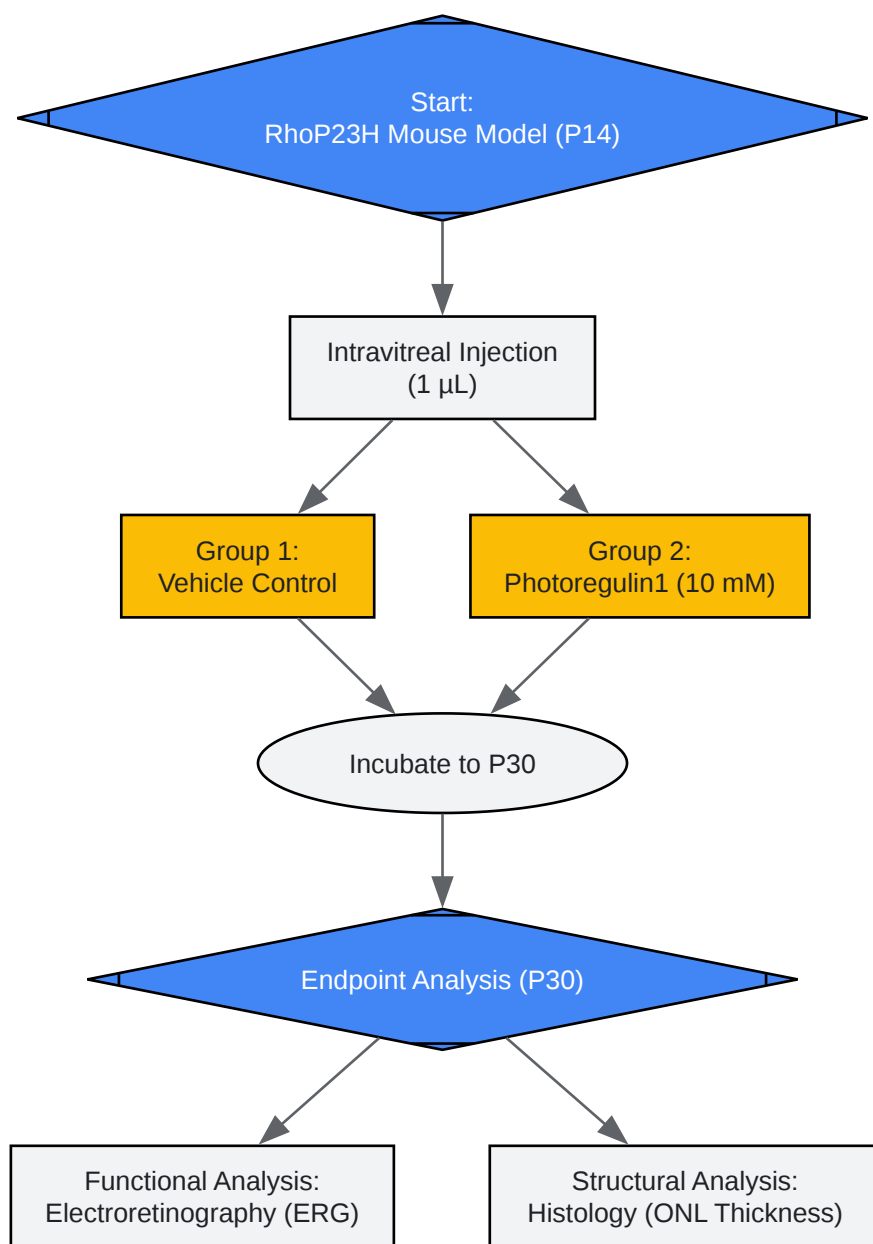 Start:
RhoP23H Mouse Model (P14)
Intravitreal Injection
(1 µL)
Group 1:
Vehicle Control
Group 2:
Photoregulin1 (10 mM)
Incubate to P30
Endpoint Analysis (P30)
Functional Analysis:
Electroretinography (ERG)
Structural Analysis:
Histology (ONL Thickness)